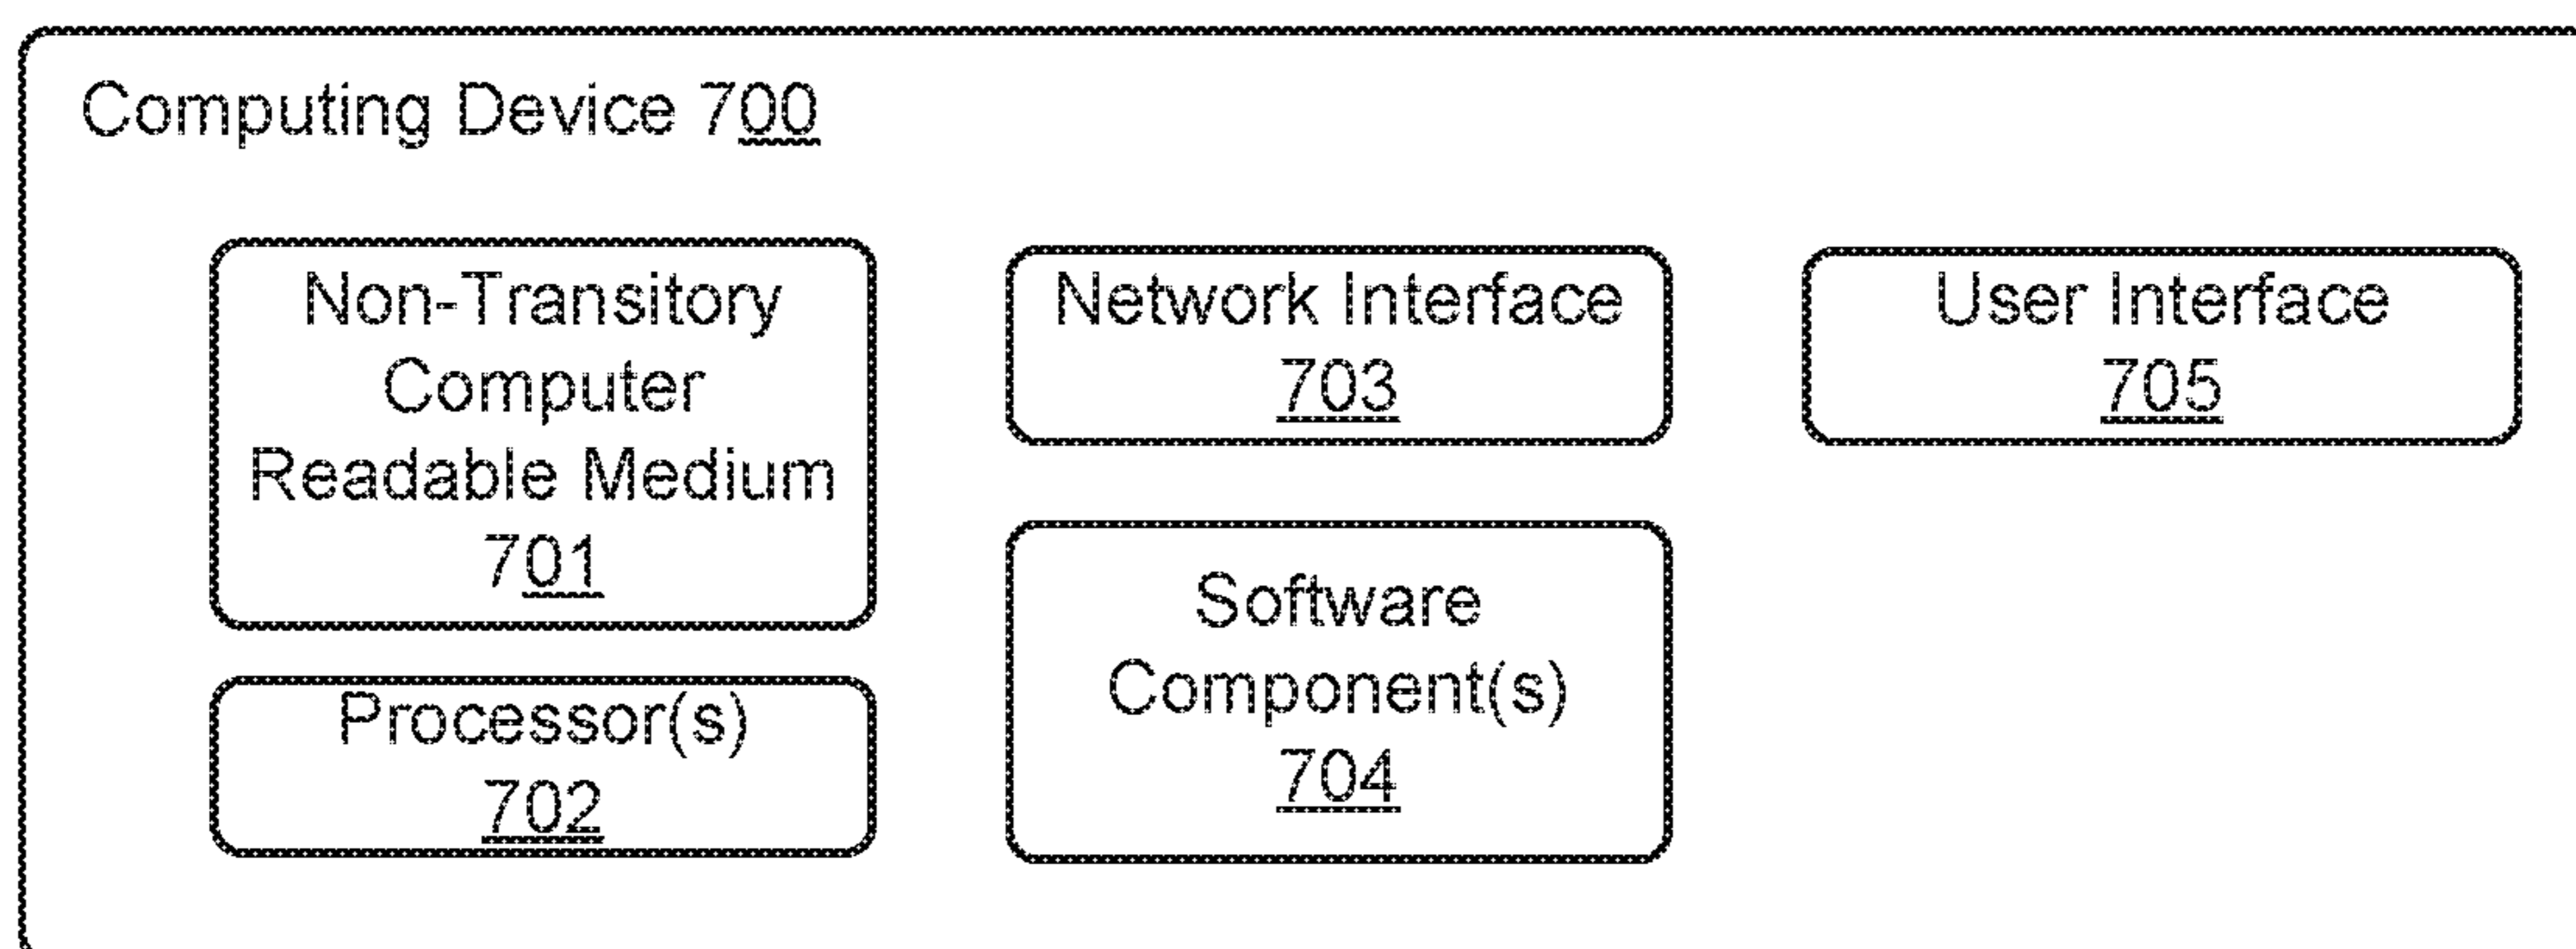 Computing Device 700
Non-Transitory
Computer
Readable Medium
701
Processor(s)
702
Network Interface
703
Software
Component(s)
704
User Interface
705